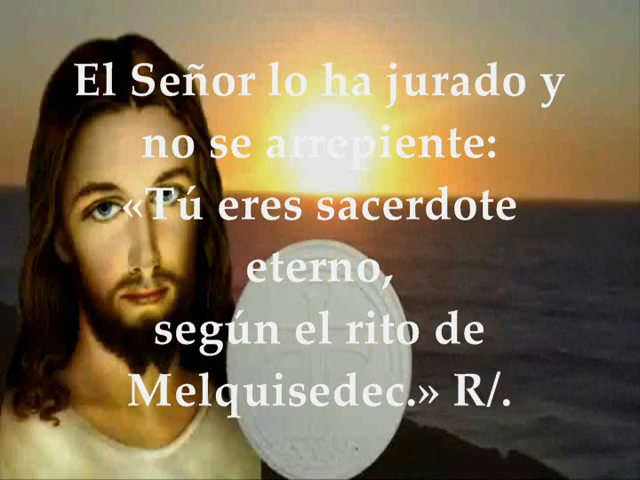 El Señor lo ha jurado y
no se arrepiente:
«Tú eres sacerdote
eterno,
según el rito de
Melquisedec.» R/.